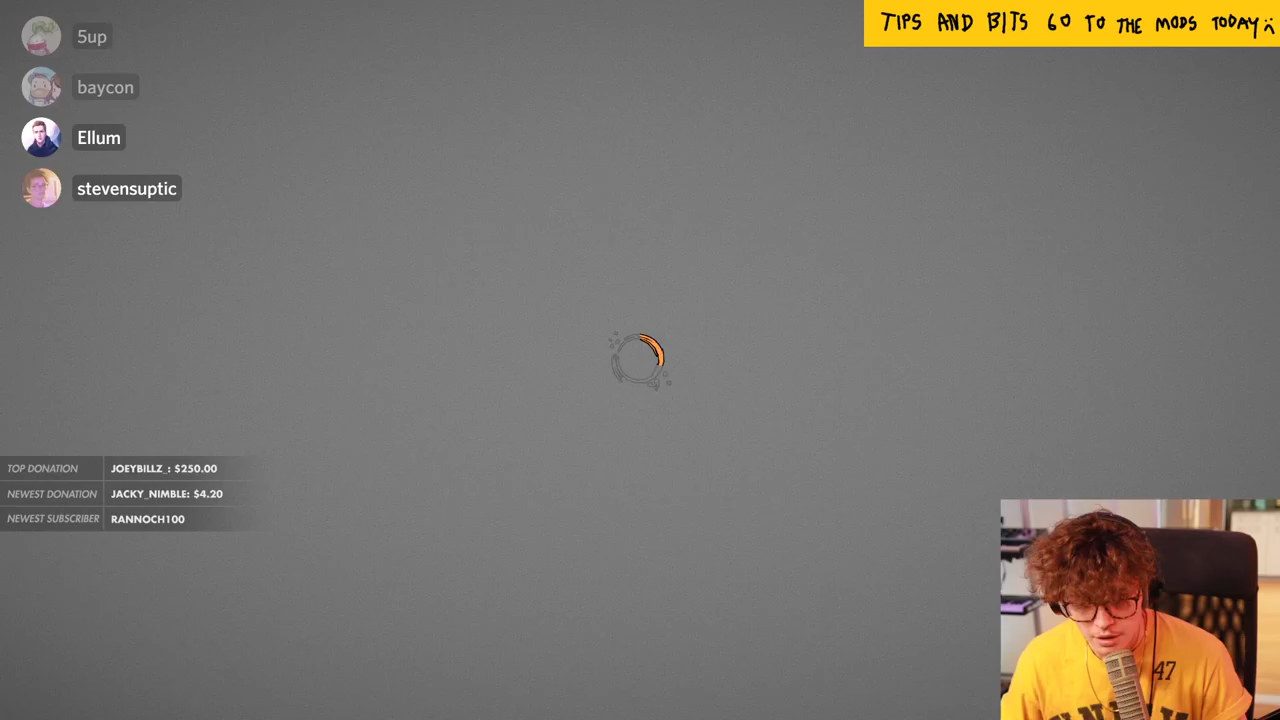 5up
TIPS AND BITS GO TO THE MODS TODAY
baycon
Ellum
stevensuptic
TOP DONATION JOEYBILLZ_: $250.00
NEWEST DONATION JACKY_NIMBLE: $4.20
NEWEST SUBSCRIBER RANNOCH100
47